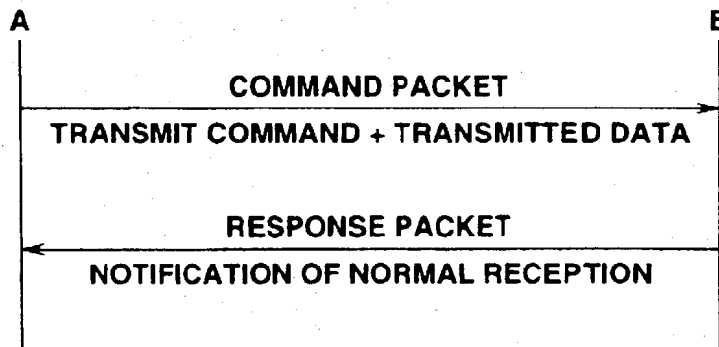 A B
COMMAND PACKET
TRANSMIT COMMAND + TRANSMITTED DATA
RESPONSE PACKET
NOTIFICATION OF NORMAL RECEPTION